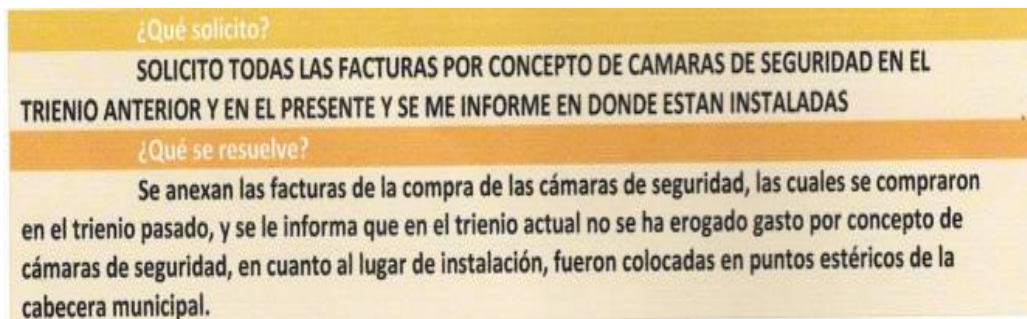 ¿Qué solicito?
SOLICITO TODAS LAS FACTURAS POR CONCEPTO DE CAMARAS DE SEGURIDAD EN EL
TRIENIO ANTERIOR Y EN EL PRESENTE Y SE ME INFORME EN DONDE ESTAN INSTALADAS
¿Qué se resuelve?
Se anexan las facturas de la compra de las cámaras de seguridad, las cuales se compraron
en el trienio pasado, y se le informa que en el trienio actual no se ha erogado gasto por concepto de
cámaras de seguridad, en cuanto al lugar de instalación, fueron colocadas en puntos estéricos de la
cabecera municipal.